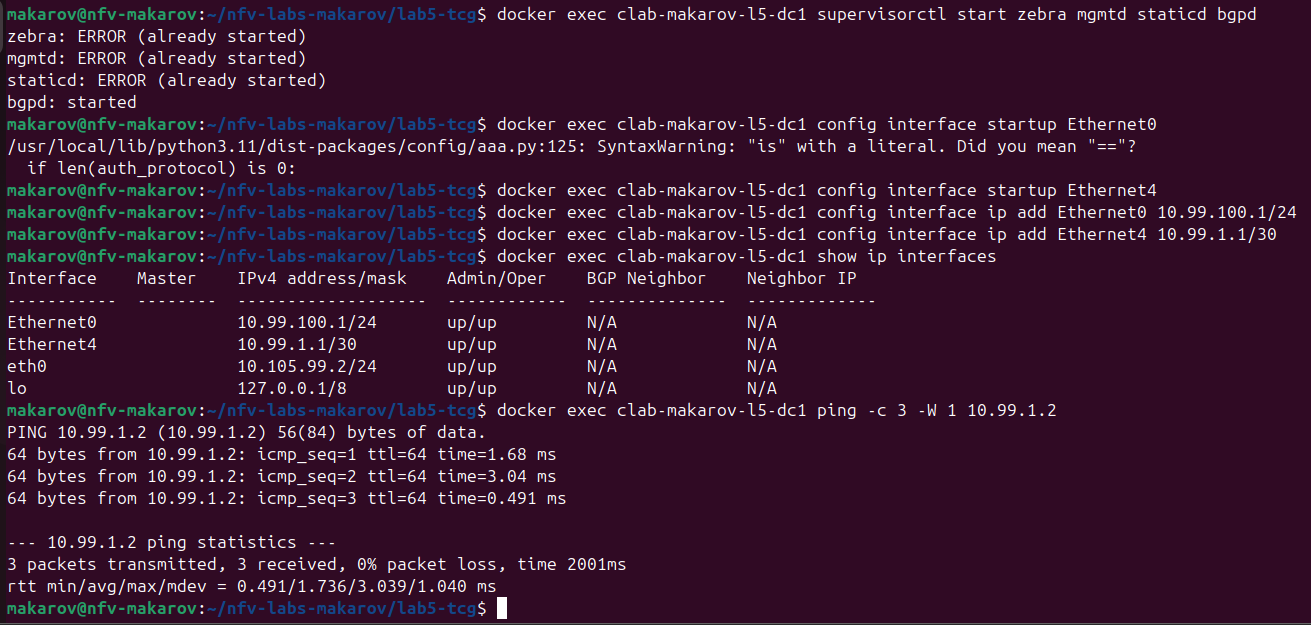 makarov@nfv-makarov:~/nfv-labs-makarov/lab5-tcg$ docker exec clab-makarov-l5-dc1 supervisorctl start zebra mgmtd staticd bgpd
zebra: ERROR (already started)
mgmtd: ERROR (already started)
staticd: ERROR (already started)
bgpd: started
makarov@nfv-makarov:~/nfv-labs-makarov/lab5-tcg$ docker exec clab-makarov-l5-dc1 config interface startup Ethernet0
/usr/local/lib/python3.11/dist-packages/config/aaa.py:125: SyntaxWarning: "is" with a literal. Did you mean "=="?
  if len(auth_protocol) is 0:
makarov@nfv-makarov:~/nfv-labs-makarov/lab5-tcg$ docker exec clab-makarov-l5-dc1 config interface startup Ethernet4
makarov@nfv-makarov:~/nfv-labs-makarov/lab5-tcg$ docker exec clab-makarov-l5-dc1 config interface ip add Ethernet0 10.99.100.1/24
makarov@nfv-makarov:~/nfv-labs-makarov/lab5-tcg$ docker exec clab-makarov-l5-dc1 config interface ip add Ethernet4 10.99.1.1/30
makarov@nfv-makarov:~/nfv-labs-makarov/lab5-tcg$ docker exec clab-makarov-l5-dc1 show ip interfaces
Interface    Master    IPv4 address/mask    Admin/Oper    BGP Neighbor    Neighbor IP
-----------  --------  -------------------  ------------  --------------  -------------
Ethernet0              10.99.100.1/24       up/up         N/A             N/A
Ethernet4              10.99.1.1/30         up/up         N/A             N/A
eth0                   10.105.99.2/24       up/up         N/A             N/A
lo                     127.0.0.1/8          up/up         N/A             N/A
makarov@nfv-makarov:~/nfv-labs-makarov/lab5-tcg$ docker exec clab-makarov-l5-dc1 ping -c 3 -W 1 10.99.1.2
PING 10.99.1.2 (10.99.1.2) 56(84) bytes of data.
64 bytes from 10.99.1.2: icmp_seq=1 ttl=64 time=1.68 ms
64 bytes from 10.99.1.2: icmp_seq=2 ttl=64 time=3.04 ms
64 bytes from 10.99.1.2: icmp_seq=3 ttl=64 time=0.491 ms

--- 10.99.1.2 ping statistics ---
3 packets transmitted, 3 received, 0% packet loss, time 2001ms
rtt min/avg/max/mdev = 0.491/1.736/3.039/1.040 ms
makarov@nfv-makarov:~/nfv-labs-makarov/lab5-tcg$